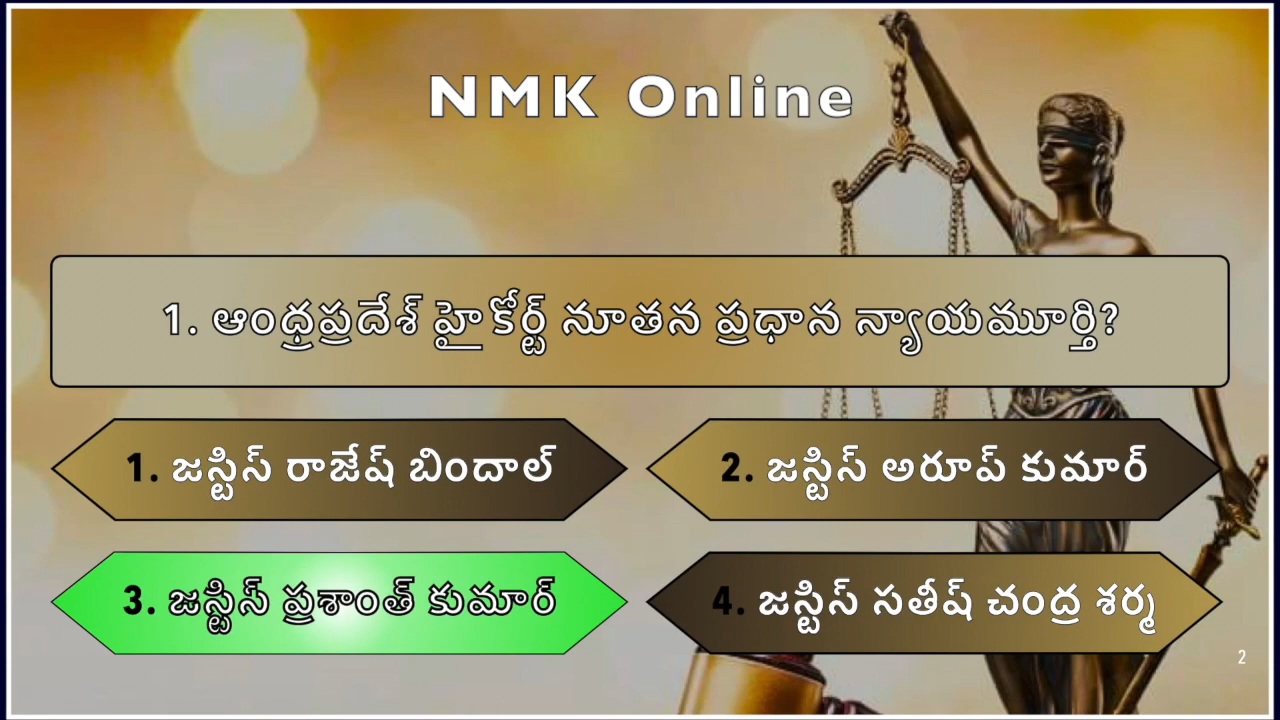 NMK Online
1. ఆంధ్రప్రదేశ్ హైకోర్ట్ నూతన ప్రధాన న్యాయమూర్తి?
1. జస్టిస్ రాజేష్ బిందాల్
2. జస్టిస్ అరూప్ కుమార్
3. జస్టిస్ ప్రశాంత్ కుమార్
4. జస్టిస్ సతీష్ చంద్ర శర్మ
2